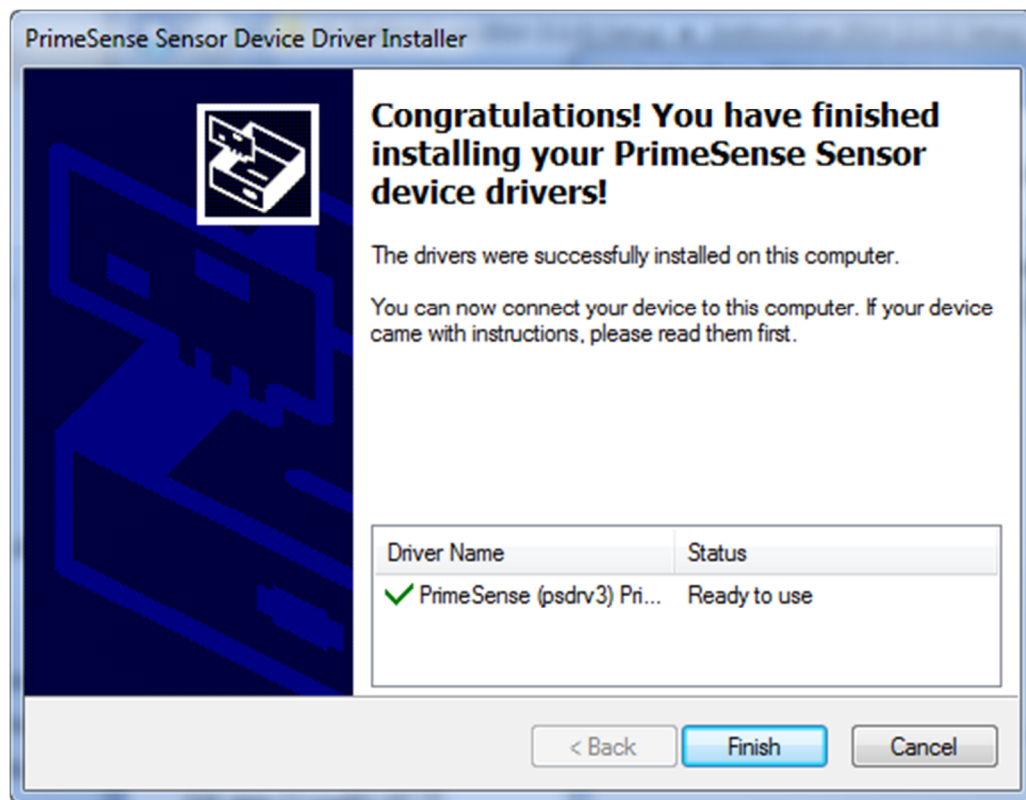 PrimeSense Sensor Device Driver Installer
Congratulations! You have finished
installing your PrimeSense Sensor
device drivers!
The drivers were successfully installed on this computer.
You can now connect your device to this computer. If your device
came with instructions, please read them first.
Driver Name Status
PrimeSense (psdrv3) Pri... Ready to use
< Back Finish Cancel